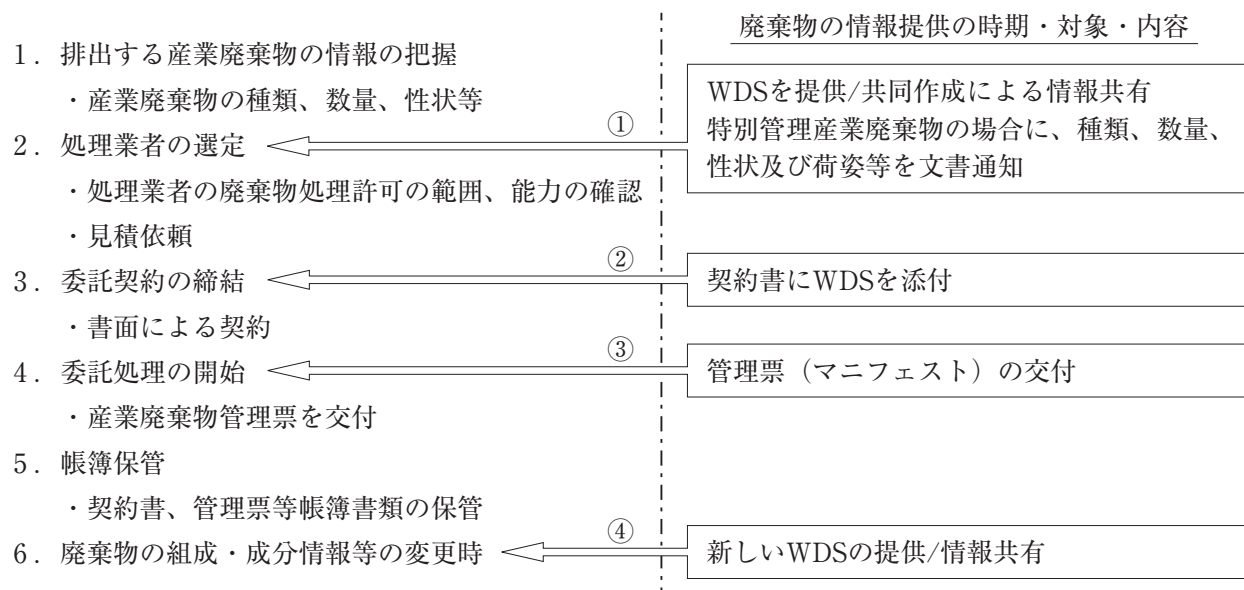 廃棄物の情報提供の時期・対象・内容
1．排出する産業廃棄物の情報の把握
・産業廃棄物の種類、数量、性状等
2．処理業者の選定
①
WDSを提供/共同作成による情報共有
特別管理産業廃棄物の場合に、種類、数量、
性状及び荷姿等を文書通知
・処理業者の廃棄物処理許可の範囲、能力の確認
・見積依頼
3．委託契約の締結
②
契約書にWDSを添付
・書面による契約
4．委託処理の開始
③
管理票（マニフェスト）の交付
・産業廃棄物管理票を交付
5．帳簿保管
・契約書、管理票等帳簿書類の保管
6．廃棄物の組成・成分情報等の変更時
④
新しいWDSの提供/情報共有